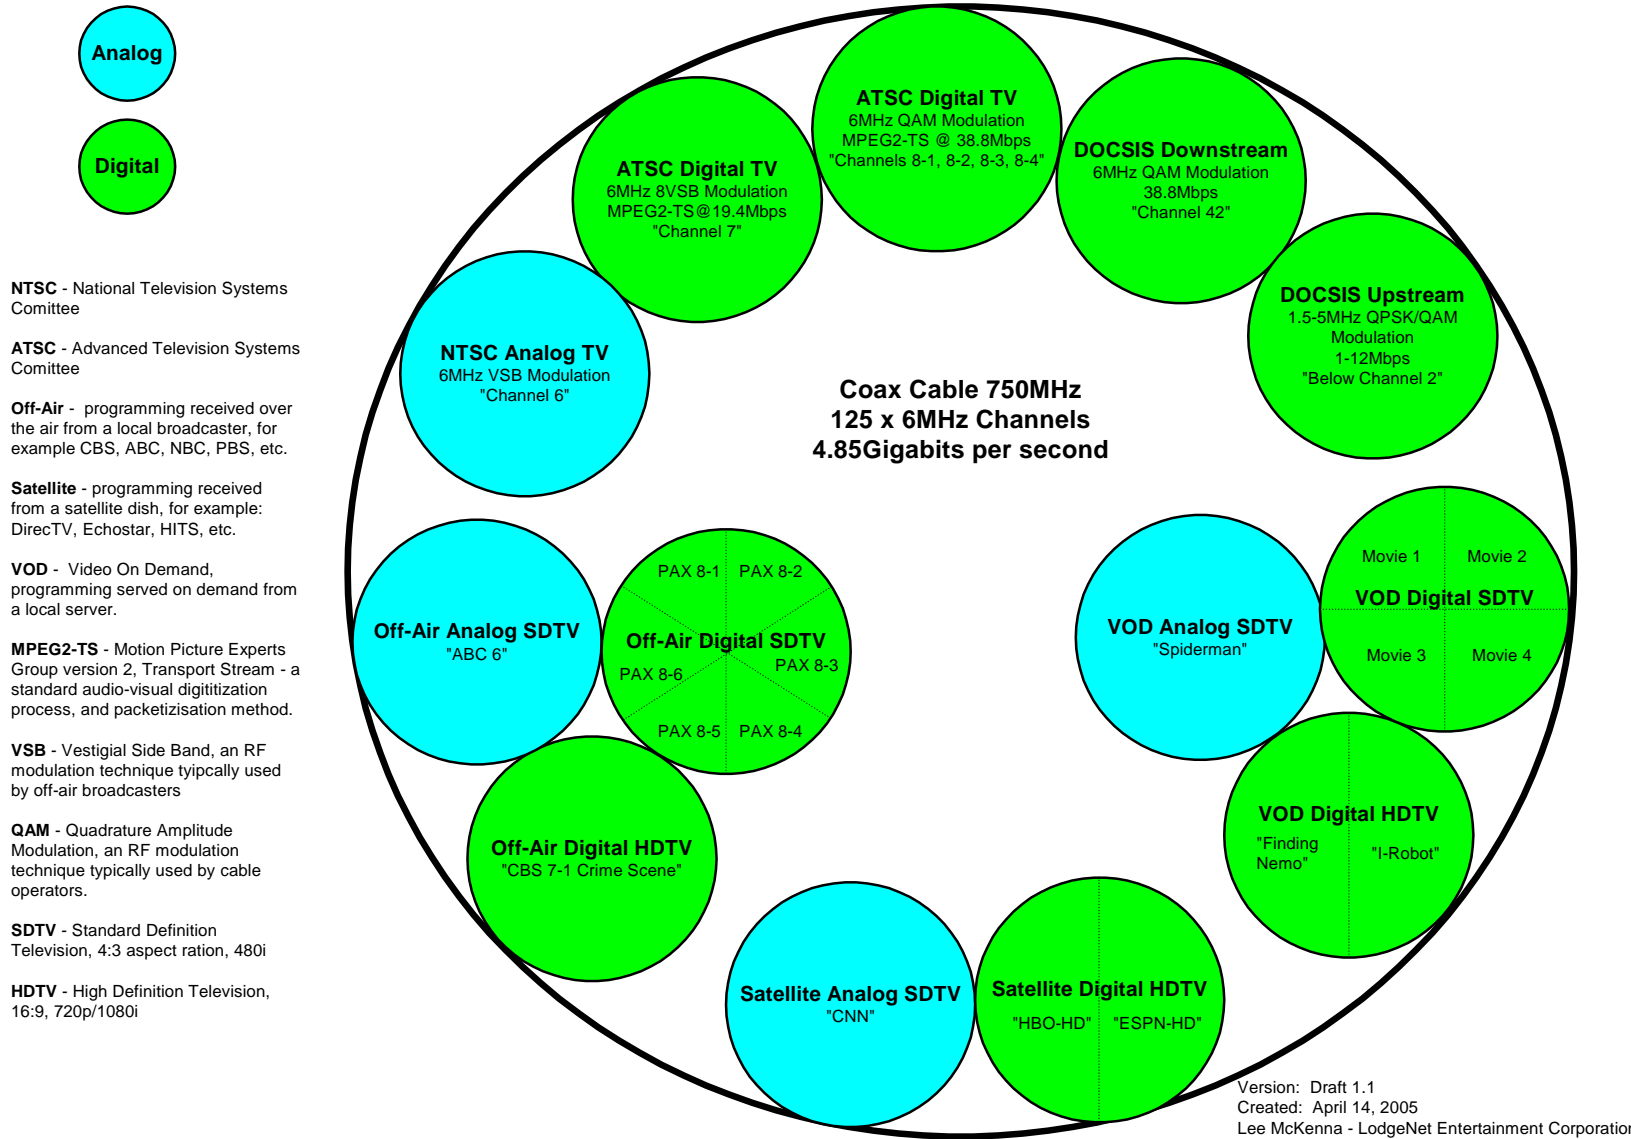 Analog
Digital
NTSC - National Television Systems
Comittee
ATSC - Advanced Television Systems
Comittee
Off-Air -  programming received over
the air from a local broadcaster, for
example CBS, ABC, NBC, PBS, etc.
Satellite - programming received
from a satellite dish, for example:
DirecTV, Echostar, HITS, etc.
VOD -  Video On Demand,
programming served on demand from
a local server.
MPEG2-TS - Motion Picture Experts
Group version 2, Transport Stream - a
standard audio-visual digititization
process, and packetizisation method.
VSB - Vestigial Side Band, an RF
modulation technique tyipcally used
by off-air broadcasters
QAM - Quadrature Amplitude
Modulation, an RF modulation
technique typically used by cable
operators.
SDTV - Standard Definition
Television, 4:3 aspect ration, 480i
HDTV - High Definition Television,
16:9, 720p/1080i
ATSC Digital TV
6MHz QAM Modulation
MPEG2-TS @ 38.8Mbps
"Channels 8-1, 8-2, 8-3, 8-4"
DOCSIS Downstream
6MHz QAM Modulation
38.8Mbps
"Channel 42"
ATSC Digital TV
6MHz 8VSB Modulation
MPEG2-TS@19.4Mbps
"Channel 7"
DOCSIS Upstream
1.5-5MHz QPSK/QAM
Modulation
1-12Mbps
"Below Channel 2"
NTSC Analog TV
6MHz VSB Modulation
"Channel 6"
Coax Cable 750MHz
125 x 6MHz Channels
4.85Gigabits per second
Off-Air Analog SDTV
"ABC 6"
PAX 8-1
PAX 8-2
Off-Air Digital SDTV
PAX 8-6
PAX 8-3
PAX 8-5
PAX 8-4
VOD Analog SDTV
"Spiderman"
Movie 1
Movie 2
VOD Digital SDTV
Movie 3
Movie 4
Off-Air Digital HDTV
"CBS 7-1 Crime Scene"
VOD Digital HDTV
"Finding
Nemo"
"I-Robot"
Satellite Analog SDTV
"CNN"
Satellite Digital HDTV
"HBO-HD"
"ESPN-HD"
Version:  Draft 1.1
Created:  April 14, 2005
Lee McKenna - LodgeNet Entertainment Corporation